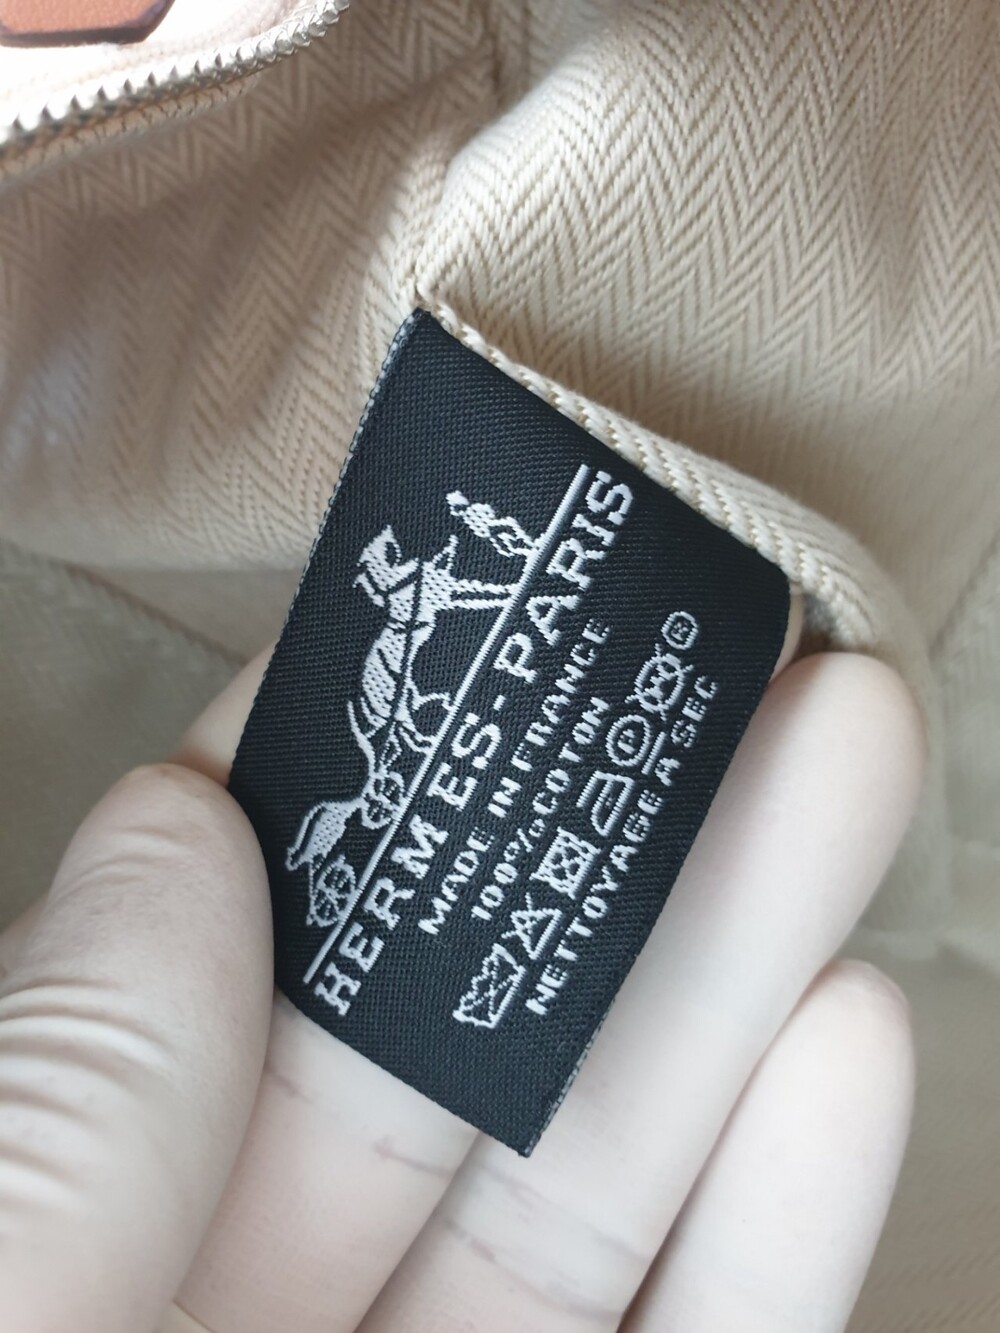 HERMES-PARIS
MADE IN FRANCE
100% COTON
P
NETTOYAGE A SEC